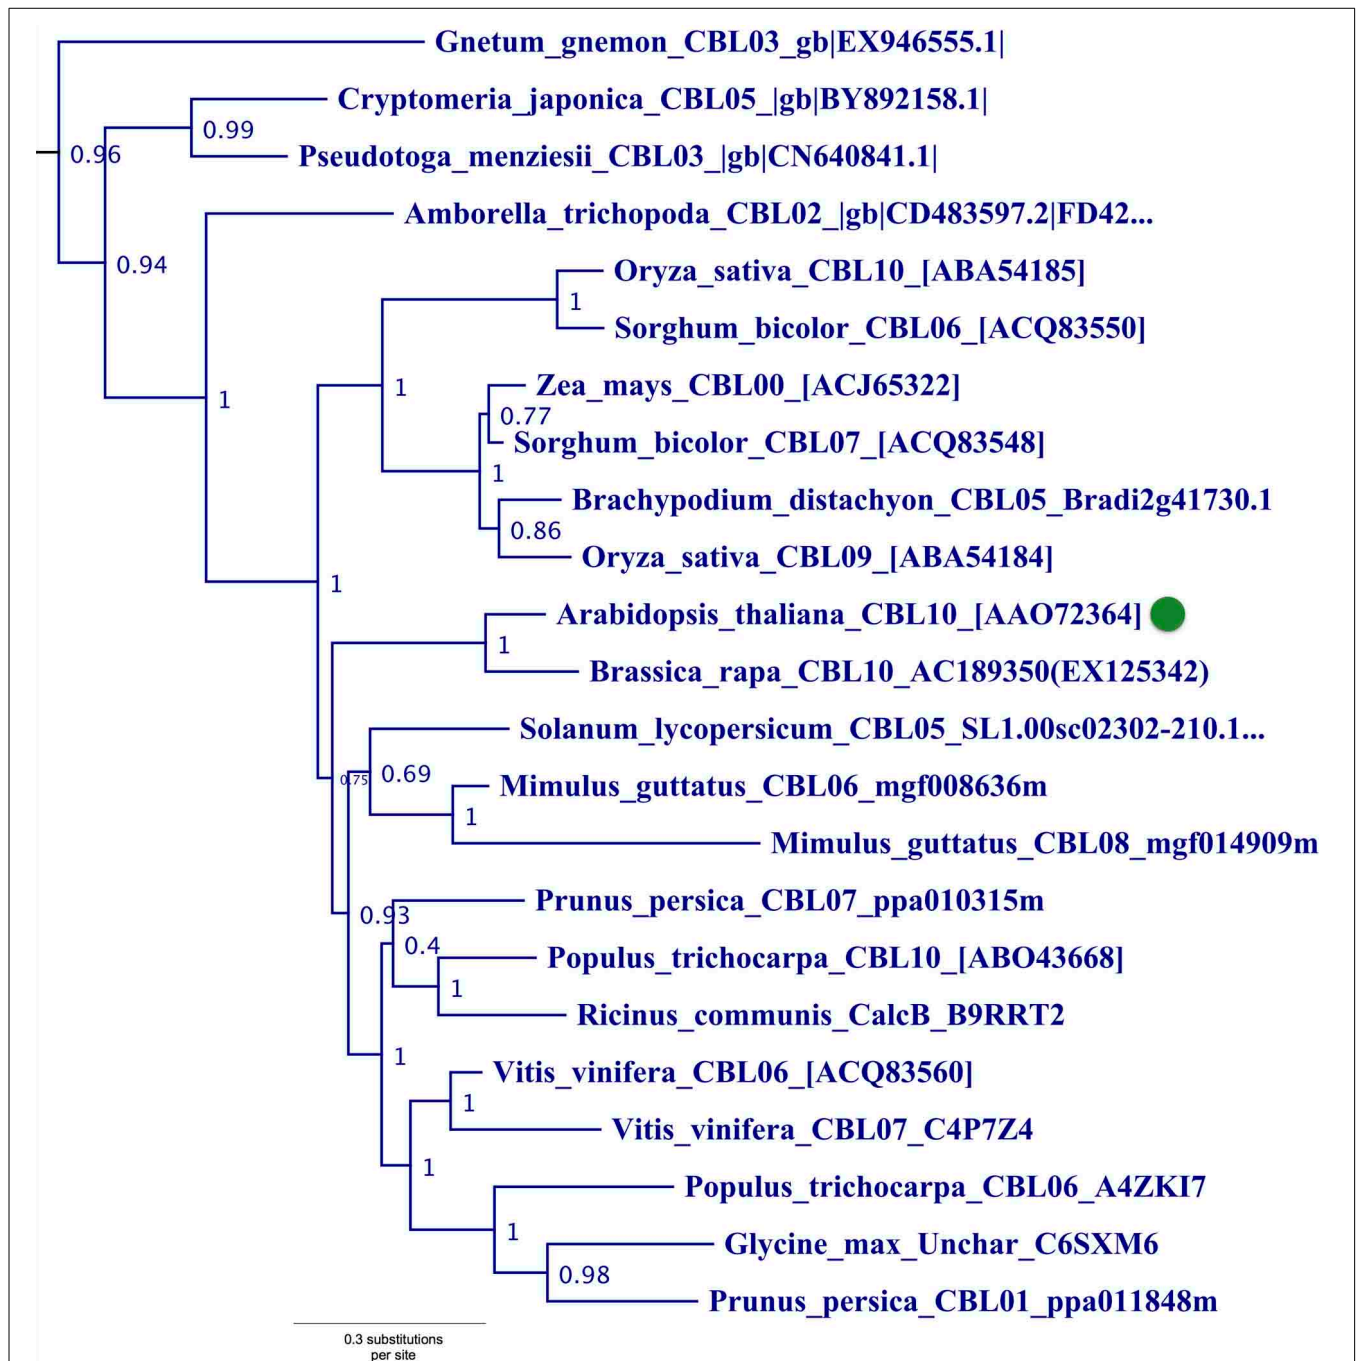 Gnetum_gnemon_CBL03_gb|EX946555.1|
Cryptomeria_japonica_CBL05_|gb|BY892158.1|
0.99
0.96
Pseudotoga_menziesii_CBL03_|gb|CN640841.1|
Amborella_trichopoda_CBL02_|gb|CD483597.2|FD42...
0.94
Oryza_sativa_CBL10_[ABA54185]
1
Sorghum_bicolor_CBL06_[ACQ83550]
Zea_mays_CBL00_[ACJ65322]
1
1
0.77
Sorghum_bicolor_CBL07_[ACQ83548]
1
Brachypodium_distachyon_CBL05_Bradi2g41730.1
0.86
Oryza_sativa_CBL09_[ABA54184]
1
Arabidopsis_thaliana_CBL10_[AAO72364]
1
Brassica_rapa_CBL10_AC189350(EX125342)
Solanum_lycopersicum_CBL05_SL1.00sc02302-210.1...
0.75
0.69
Mimulus_guttatus_CBL06_mgf008636m
1
Mimulus_guttatus_CBL08_mgf014909m
Prunus_persica_CBL07_ppa010315m
0.93
0.4
Populus_trichocarpa_CBL10_[ABO43668]
1
Ricinus_communis_CalcB_B9RRT2
1
Vitis_vinifera_CBL06_[ACQ83560]
1
Vitis_vinifera_CBL07_C4P7Z4
1
Populus_trichocarpa_CBL06_A4ZKI7
1
Glycine_max_Unchar_C6SXM6
0.98
Prunus_persica_CBL01_ppa011848m
0.3 substitutions
per site